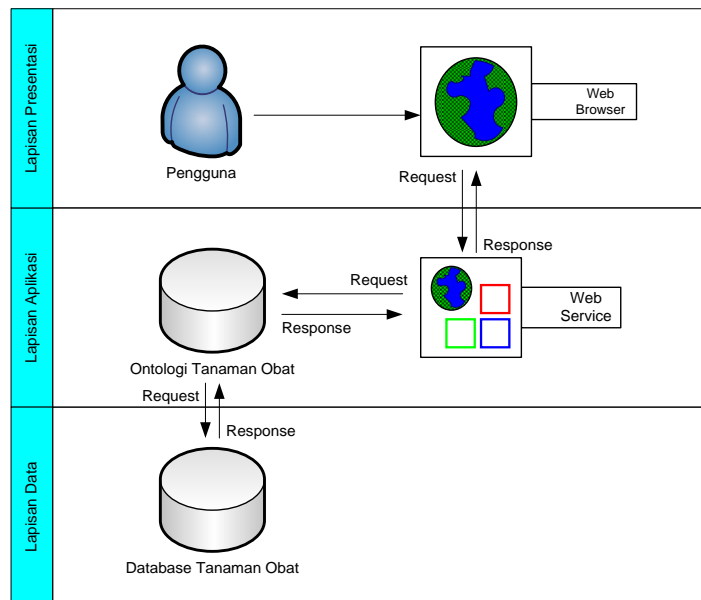 Lapisan Presentasi
Pengguna
Web
Browser
Request
Response
Lapisan Aplikasi
Request
Response
Web
Service
Ontologi Tanaman Obat
Request
Response
Lapisan Data
Database Tanaman Obat